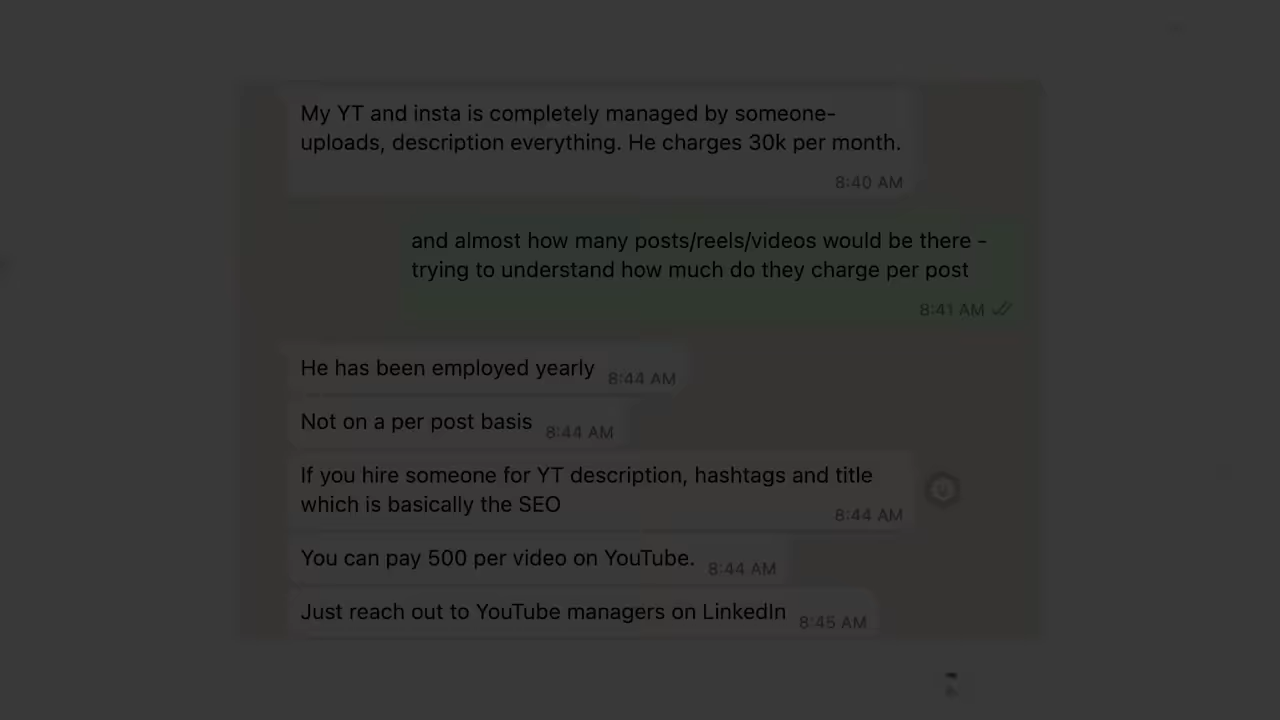 My YT and insta is completely managed by someone-
uploads, description everything. He charges 30k per month.
8:40 AM
and almost how many posts/reels/videos would be there -
trying to understand how much do they charge per post
8:41 AM
He has been employed yearly 8:44 AM
Not on a per post basis 8:44 AM
If you hire someone for YT description, hashtags and title
which is basically the SEO
8:44 AM
You can pay 500 per video on YouTube. 8:44 AM
Just reach out to YouTube managers on LinkedIn 8:45 AM